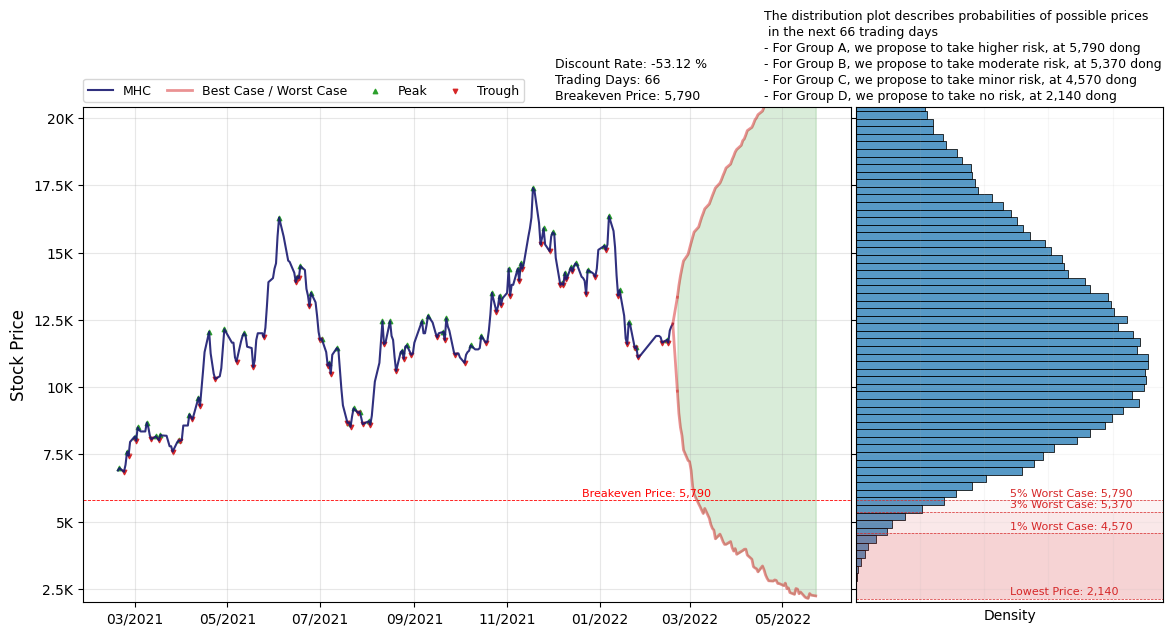 The distribution plot describes probabilities of possible prices
in the next 66 trading days
- For Group A, we propose to take higher risk, at 5,790 dong
- For Group B, we propose to take moderate risk, at 5,370 dong
- For Group C, we propose to take minor risk, at 4,570 dong
- For Group D, we propose to take no risk, at 2,140 dong
Discount Rate: -53.12 %
Trading Days: 66
Breakeven Price: 5,790
MHC
Best Case / Worst Case
Peak
Trough
Stock Price
20K
17.5K
15K
12.5K
10K
7.5K
5K
2.5K
Breakeven Price: 5,790
5% Worst Case: 5,790
3% Worst Case: 5,370
1% Worst Case: 4,570
Lowest Price: 2,140
03/2021
05/2021
07/2021
09/2021
11/2021
01/2022
03/2022
05/2022
Density